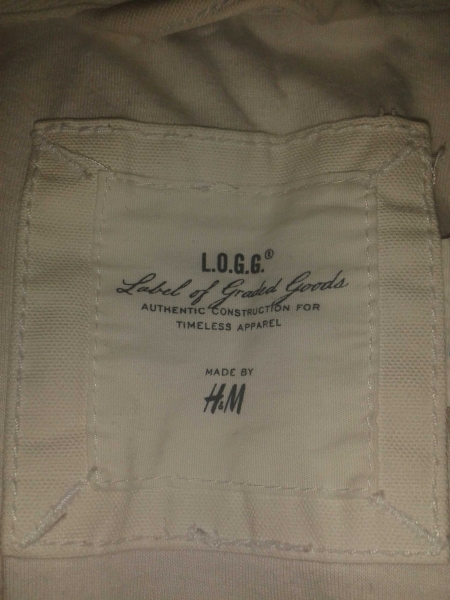 L.O.G.G.®
Label of Graded Goods
AUTHENTIC CONSTRUCTION FOR
TIMELESS APPAREL
MADE BY
H&M